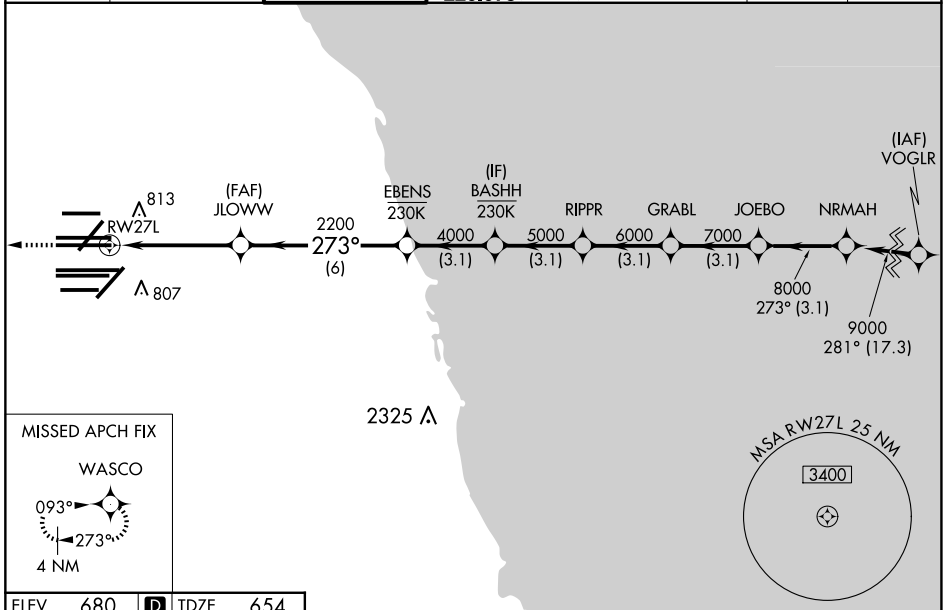 (IAF)
VOGLR
813
(FAF)
JLOWW
EBENS
230K
(IF)
BASHH
230K
RIPPR
GRABL
JOEBO
NRMAH
RW27L
2200
273°
(6)
4000
(3.1)
5000
(3.1)
6000
(3.1)
7000
(3.1)
8000
273° (3.1)
9000
281° (17.3)
807
2325
MISSED APCH FIX
WASCO
093°
273°
4 NM
MSA RW27L 25 NM
3400
ELEV 680 D TDZE 654